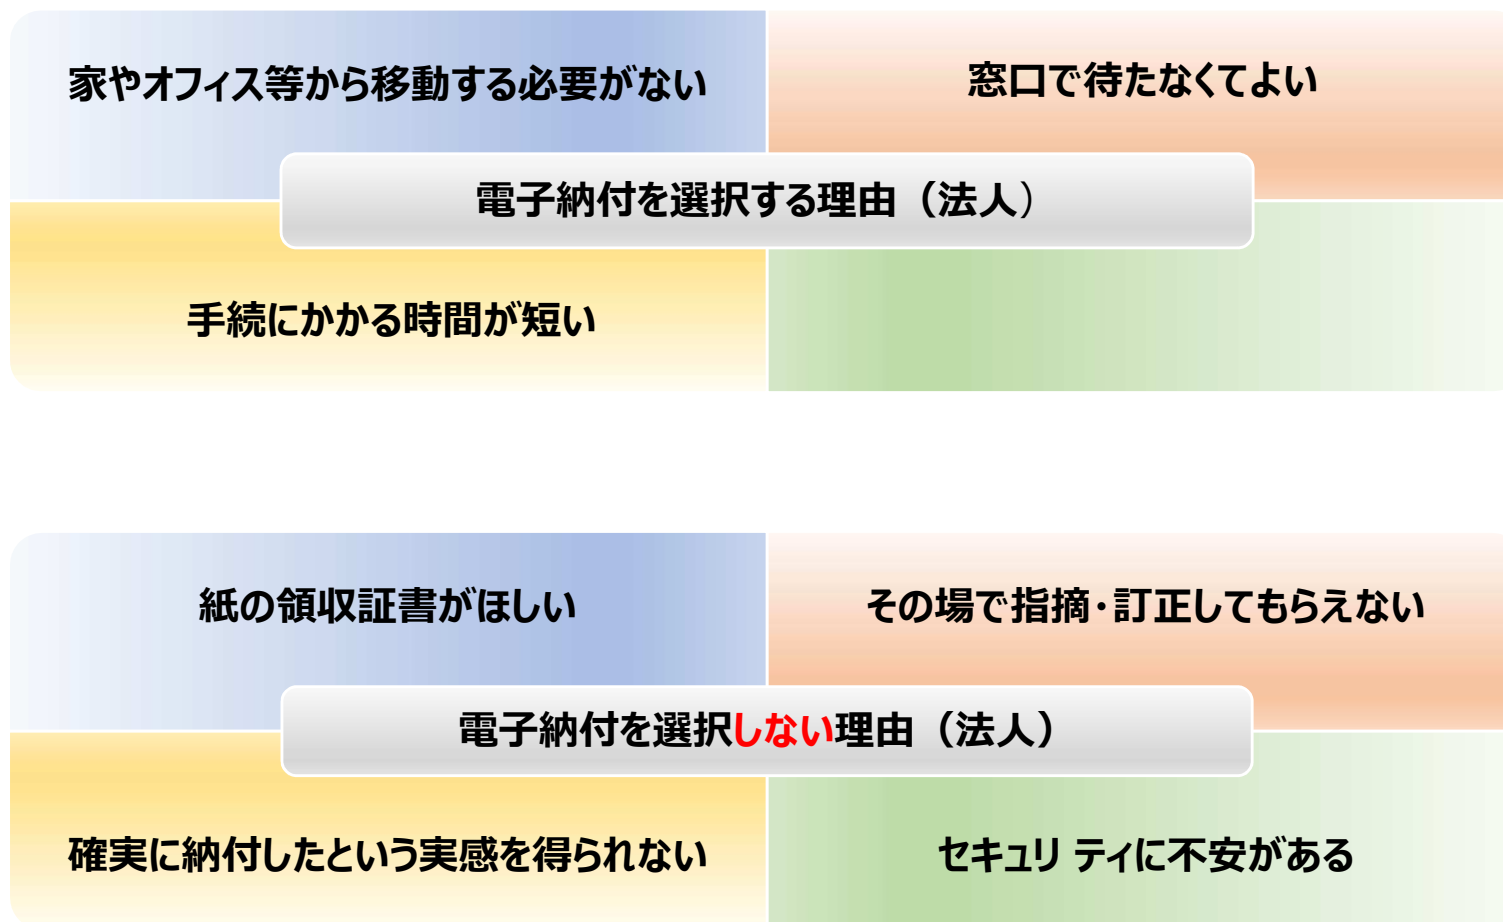 家やオフィス等から移動する必要がない
窓口で待たなくてよい
電子納付を選択する理由（法人）
手続にかかる時間が短い
紙の領収証書がほしい
その場で指摘・訂正してもらえない
電子納付を選択しない理由（法人）
確実に納付したという実感を得られない
セキュリ ティに不安がある